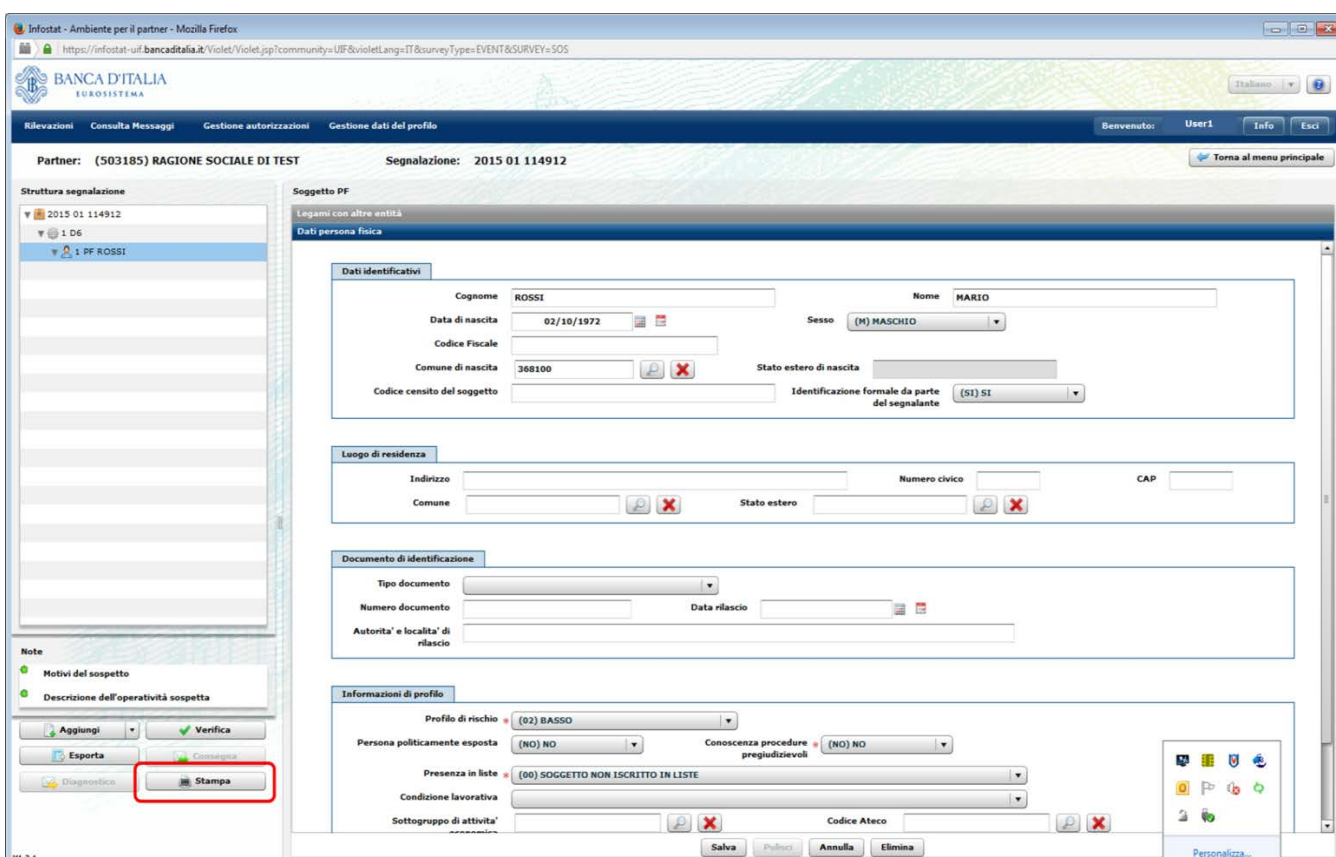 Infostat - Ambiente per il partner - Mozilla Firefox
https://infostat-uif.bancaditalia.it/Violet/Violet.jsp?community=UIF&violetLang=IT&surveyType=EVENT&SURVEY=SOS
BANCA D'ITALIA
EUROSISTEMA
Italiano
Rilevazioni Consulta Messaggi Gestione autorizzazioni Gestione dati del profilo Benvenuto: User1 Info Esci
Partner: (503185) RAGIONE SOCIALE DI TEST Segnalazione: 2015 01 114912 Torna al menu principale
Struttura segnalazione
2015 01 114912
1 D6
1 PF ROSSI
Soggetto PF
Legami con altre entità
Dati persona fisica
Dati identificativi
Cognome ROSSI Nome MARIO
Data di nascita 02/10/1972 Sesso (M) MASCHIO
Codice Fiscale
Comune di nascita 368100 Stato estero di nascita
Codice censito del soggetto Identificazione formale da parte del segnalante (SI) SI
Luogo di residenza
Indirizzo Numero civico CAP
Comune Stato estero
Documento di identificazione
Tipo documento
Numero documento Data rilascio
Autorita' e localita' di rilascio
Informazioni di profilo
Profilo di rischio * (02) BASSO
Persona politicamente esposta (NO) NO Conoscenza procedure pregiudizievoli * (NO) NO
Presenza in liste * (00) SOGGETTO NON ISCRITTO IN LISTE
Condizione lavorativa
Sottogruppo di attivita' economica Codice Ateco
Salva Pulisci Annulla Elimina
Note
Motivi del sospetto
Descrizione dell'operatività sospetta
Aggiungi Verifica
Esporta Consegna
Diagnostico Stampa
Personalizza...